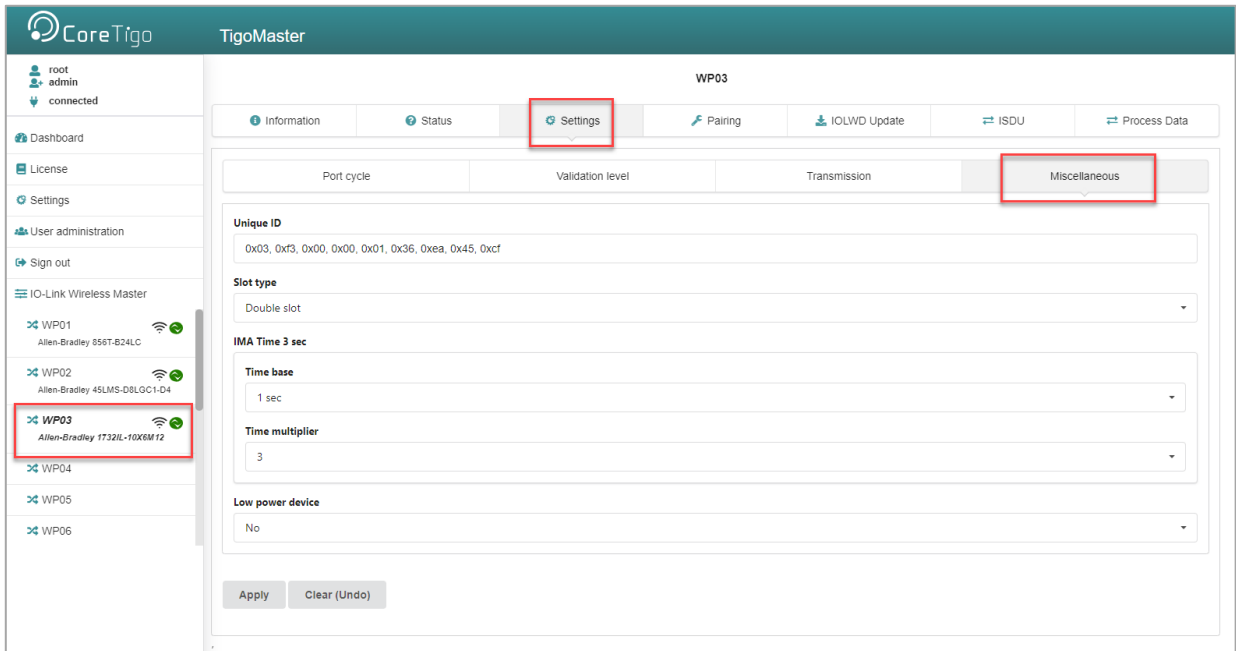 CoreTigo
TigoMaster
root
admin
connected
Dashboard
License
Settings
User administration
Sign out
IO-Link Wireless Master
WP01
Allen-Bradley 856T-B24LC
WP02
Allen-Bradley 45LMS-D8LGC1-D4
WP03
Allen-Bradley 1732IL-10X6M12
WP04
WP05
WP06
WP03
Information
Status
Settings
Pairing
IOLWD Update
ISDU
Process Data
Port cycle
Validation level
Transmission
Miscellaneous
Unique ID
0x03, 0xf3, 0x00, 0x00, 0x01, 0x36, 0xea, 0x45, 0xcf
Slot type
Double slot
IMA Time 3 sec
Time base
1 sec
Time multiplier
3
Low power device
No
Apply
Clear (Undo)